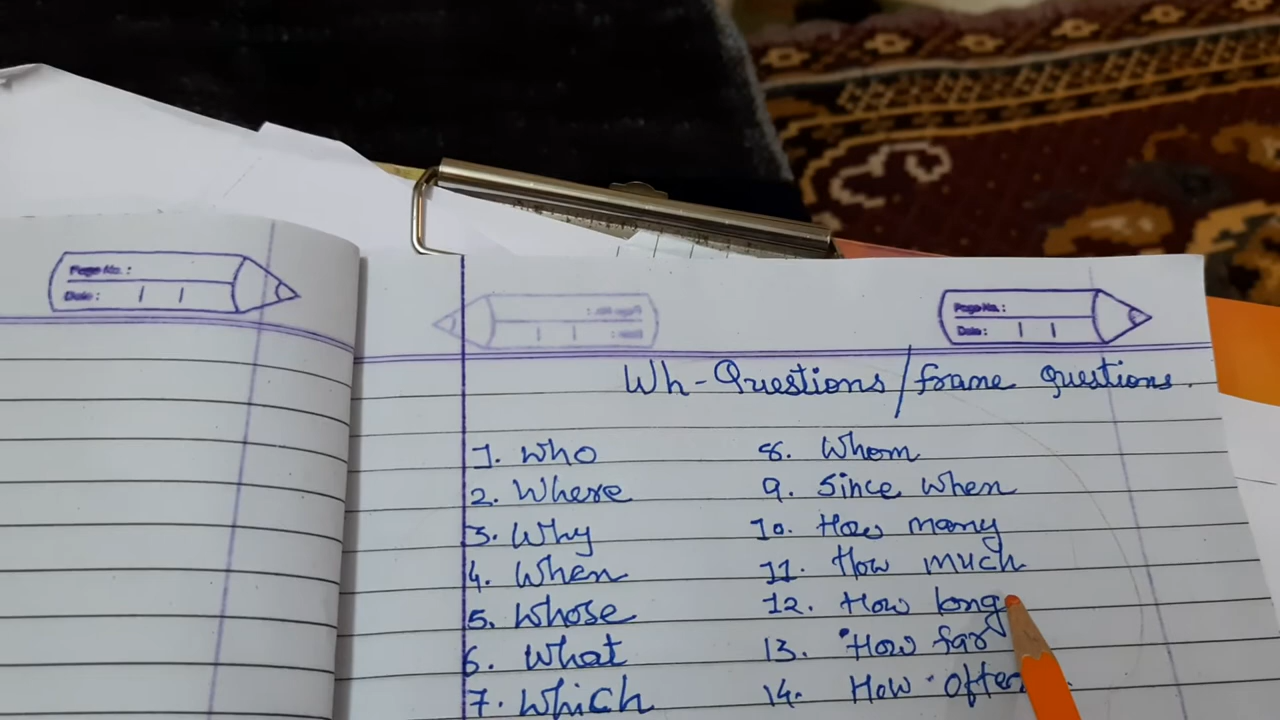 Page No. :
Date :
Page No. :
Date :
Wh-Questions/frame questions.
1. Who
2. Where
3. Why
4. When
5. Whose
6. What
7. Which
8. Whom
9. Since when
10. How many
11. How much
12. How long
13. How far
14. How often